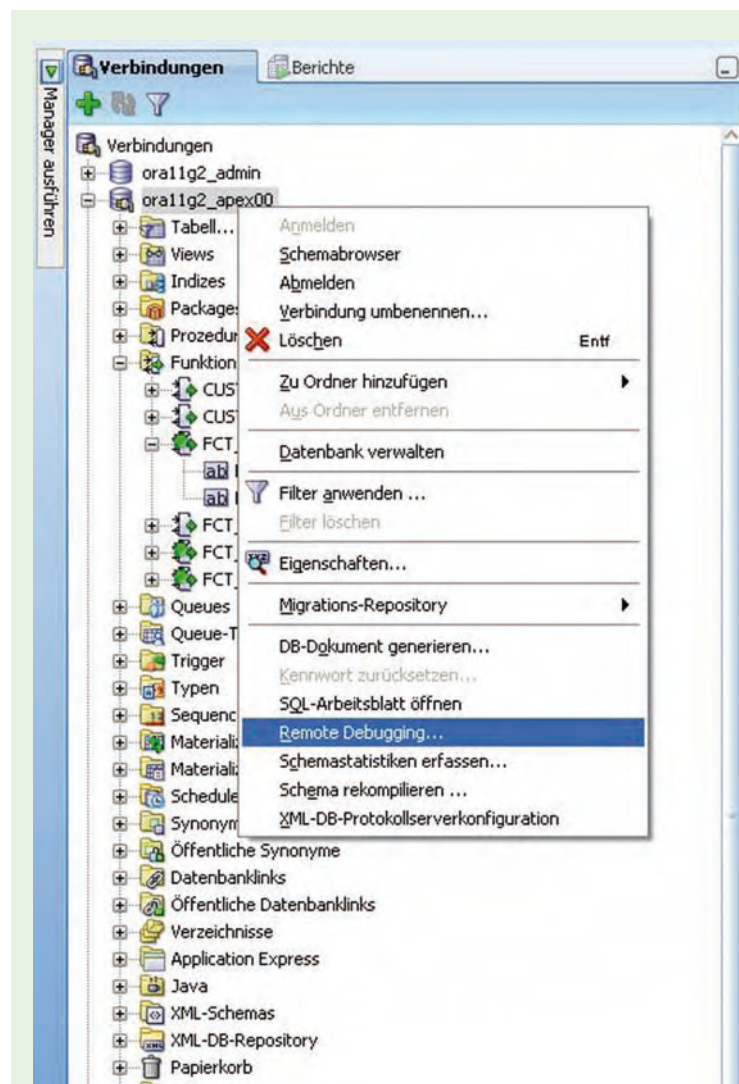 Verbindungen
Berichte
Manager ausführen
Verbindungen
ora11g2_admin
ora11g2_apex00
Tabell...
Views
Indizes
Package
Prozedur
Funktion
CUS
CUS
FCT_
ab
ab
FCT_
FCT_
FCT_
Queues
Queue-T
Trigger
Typen
Sequenc
Materiali
Materiali
Schedule
Synonym
Öffentliche Synonyme
Datenbanklinks
Öffentliche Datenbanklinks
Verzeichnisse
Application Express
Java
XML-Schemas
XML-DB-Repository
Papierkorb
Anmelden
Schemabrowser
Abmelden
Verbindung umbenennen...
Löschen Entf
Zu Ordner hinzufügen
Aus Ordner entfernen
Datenbank verwalten
Filter anwenden ...
Filter löschen
Eigenschaften...
Migrations-Repository
DB-Dokument generieren...
Kennwort zurücksetzen...
SQL-Arbeitsblatt öffnen
Remote Debugging...
Schemastatistiken erfassen...
Schema rekompilieren ...
XML-DB-Protokollserverkonfiguration